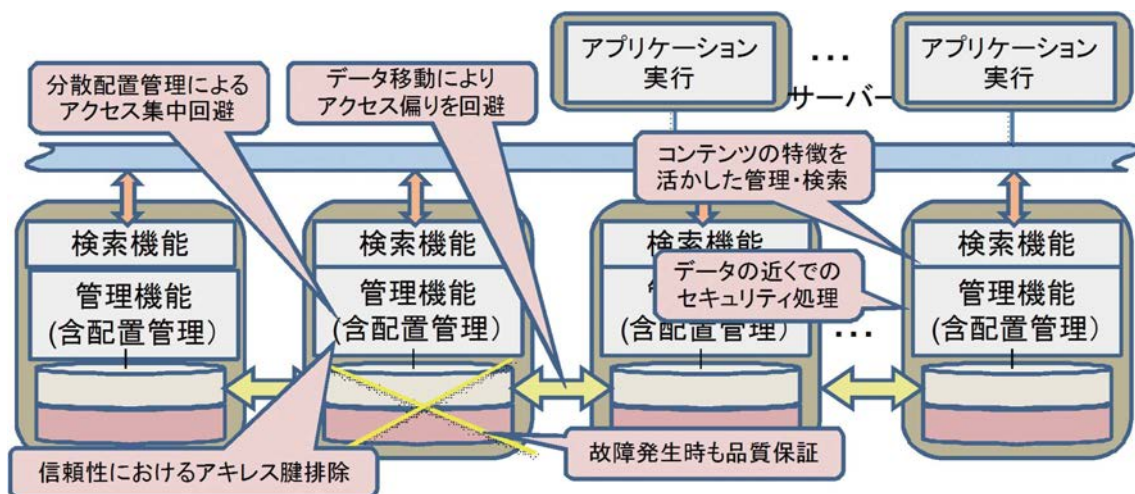 アプリケーション
実行
...
アプリケーション
実行
サーバー
分散配置管理による
アクセス集中回避
データ移動により
アクセス偏りを回避
コンテンツの特徴を
活かした管理・検索
検索機能
管理機能
(含配置管理)
検索機能
管理機能
(含配置管理)
検索機能
管理機能
(含配置管理)
データの近くでの
セキュリティ処理
...
検索機能
管理機能
(含配置管理)
信頼性におけるアキレス腱排除
故障発生時も品質保証